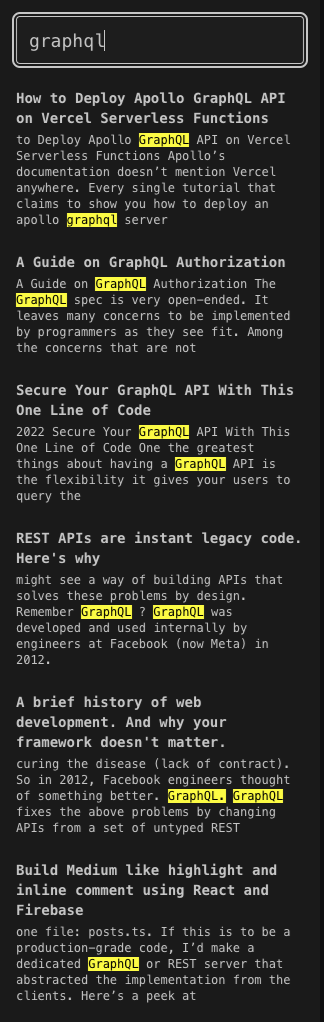 graphql
How to Deploy Apollo GraphQL API
on Vercel Serverless Functions
to Deploy Apollo GraphQL API on Vercel
Serverless Functions Apollo’s
documentation doesn’t mention Vercel
anywhere. Every single tutorial that
claims to show you how to deploy an
apollo graphql server
A Guide on GraphQL Authorization
A Guide on GraphQL Authorization The
GraphQL spec is very open–ended. It
leaves many concerns to be implemented
by programmers as they see fit. Among
the concerns that are not
Secure Your GraphQL API With This
One Line of Code
2022 Secure Your GraphQL API With This
One Line of Code One the greatest
things about having a GraphQL API is
the flexibility it gives your users to
query the
REST APIs are instant legacy code.
Here's why
might see a way of building APIs that
solves these problems by design.
Remember GraphQL ? GraphQL was
developed and used internally by
engineers at Facebook (now Meta) in
2012.
A brief history of web
development. And why your
framework doesn't matter.
curing the disease (lack of contract).
So in 2012, Facebook engineers thought
of something better. GraphQL. GraphQL
fixes the above problems by changing
APIs from a set of untyped REST
Build Medium like highlight and
inline comment using React and
Firebase
one file: posts.ts. If this is to be a
production–grade code, I’d make a
dedicated GraphQL or REST server that
abstracted the implementation from the
clients. Here’s a peek at